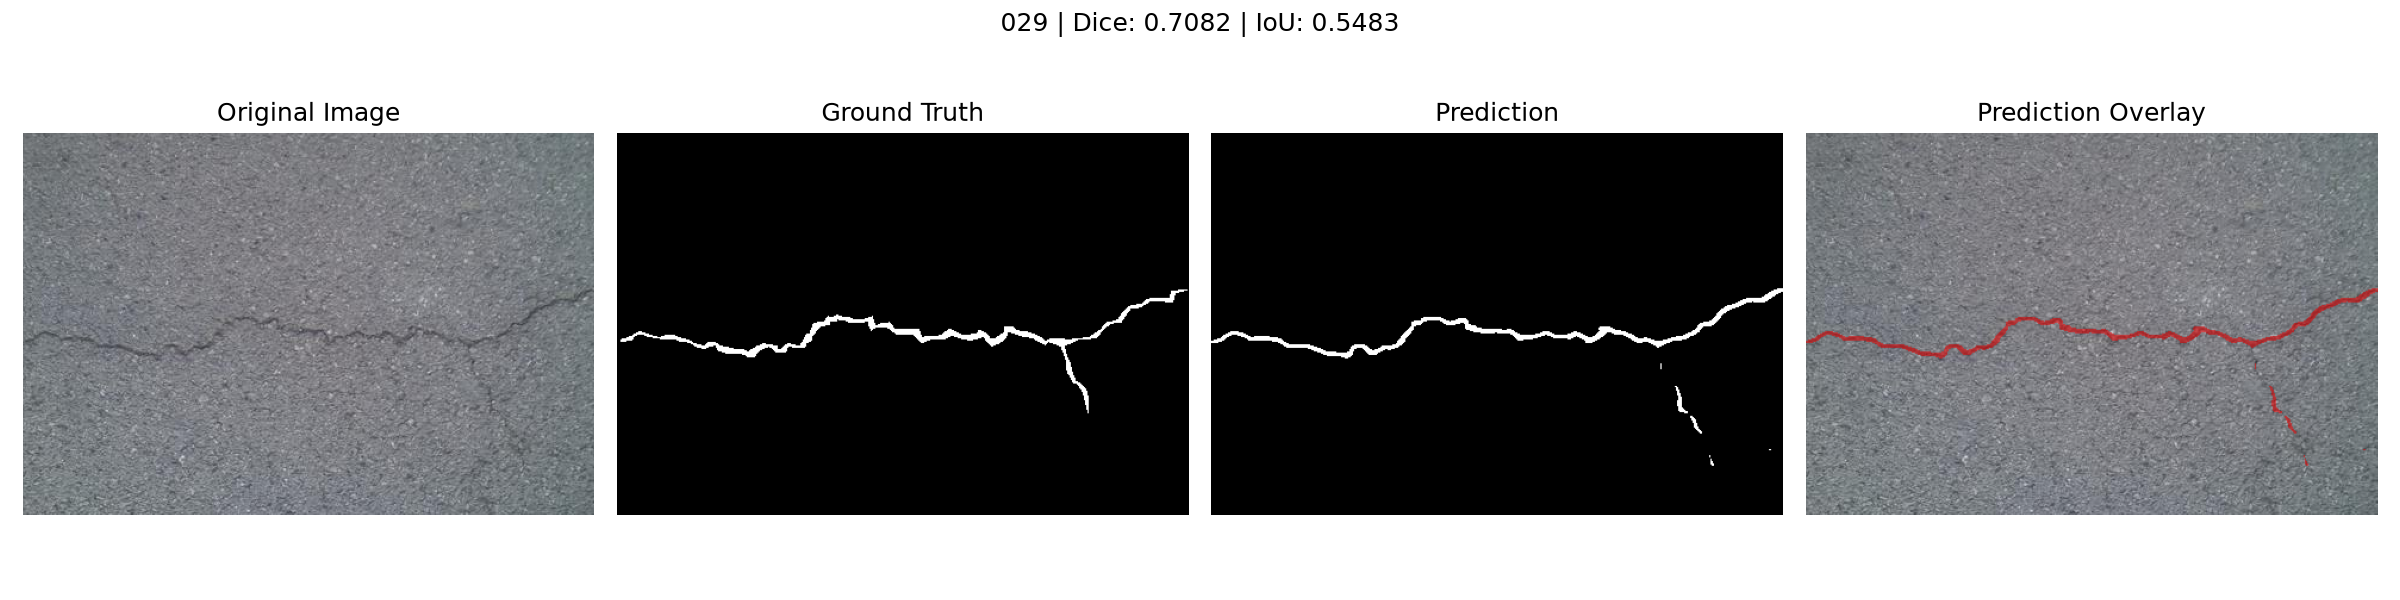 029 | Dice: 0.7082 | IoU: 0.5483
Original Image
Ground Truth
Prediction
Prediction Overlay